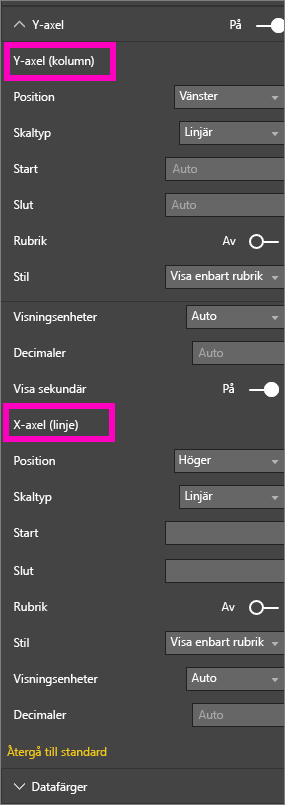 Y-axel På
Y-axel (kolumn)
Position Vänster
Skaltyp Linjär
Start Auto
Slut Auto
Rubrik Av
Stil Visa enbart rubrik
Visningsenheter Auto
Decimaler Auto
Visa sekundär På
X-axel (linje)
Position Höger
Skaltyp Linjär
Start
Slut
Rubrik Av
Stil Visa enbart rubrik
Visningsenheter Auto
Decimaler Auto
Återgå till standard
Datafärger